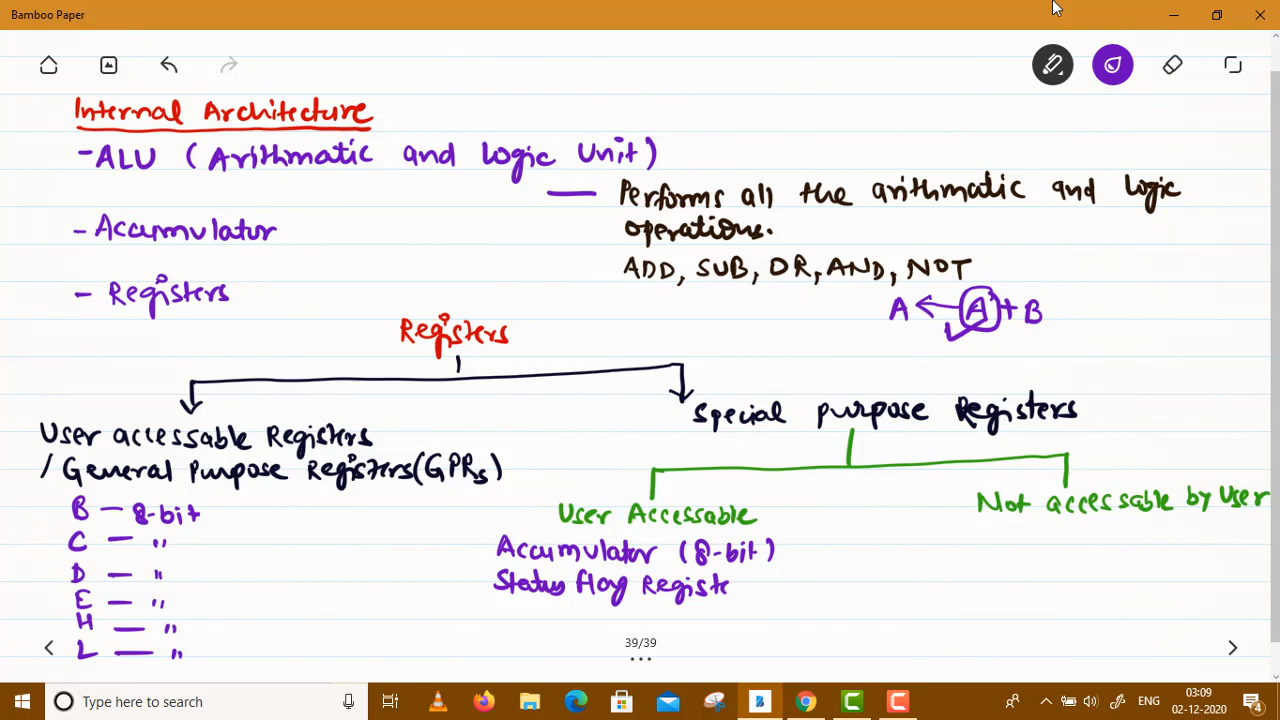 Bamboo Paper
Internal Architecture
- ALU (Arithmatic and Logic Unit)
— Performs all the arithmatic and logic
operations.
- Accumulator
ADD, SUB, OR, AND, NOT
- Registers
A ← A + B
Registers
User accessable Registers
/ General Purpose Registers (GPRs)
Special purpose Registers
B — 8-bit
C — "
D — "
E — "
H — "
L — "
User Accessable
Accumulator (8-bit)
Status flag Registe
Not accessable by User
39/39
Type here to search
ENG
03:09
02-12-2020
4